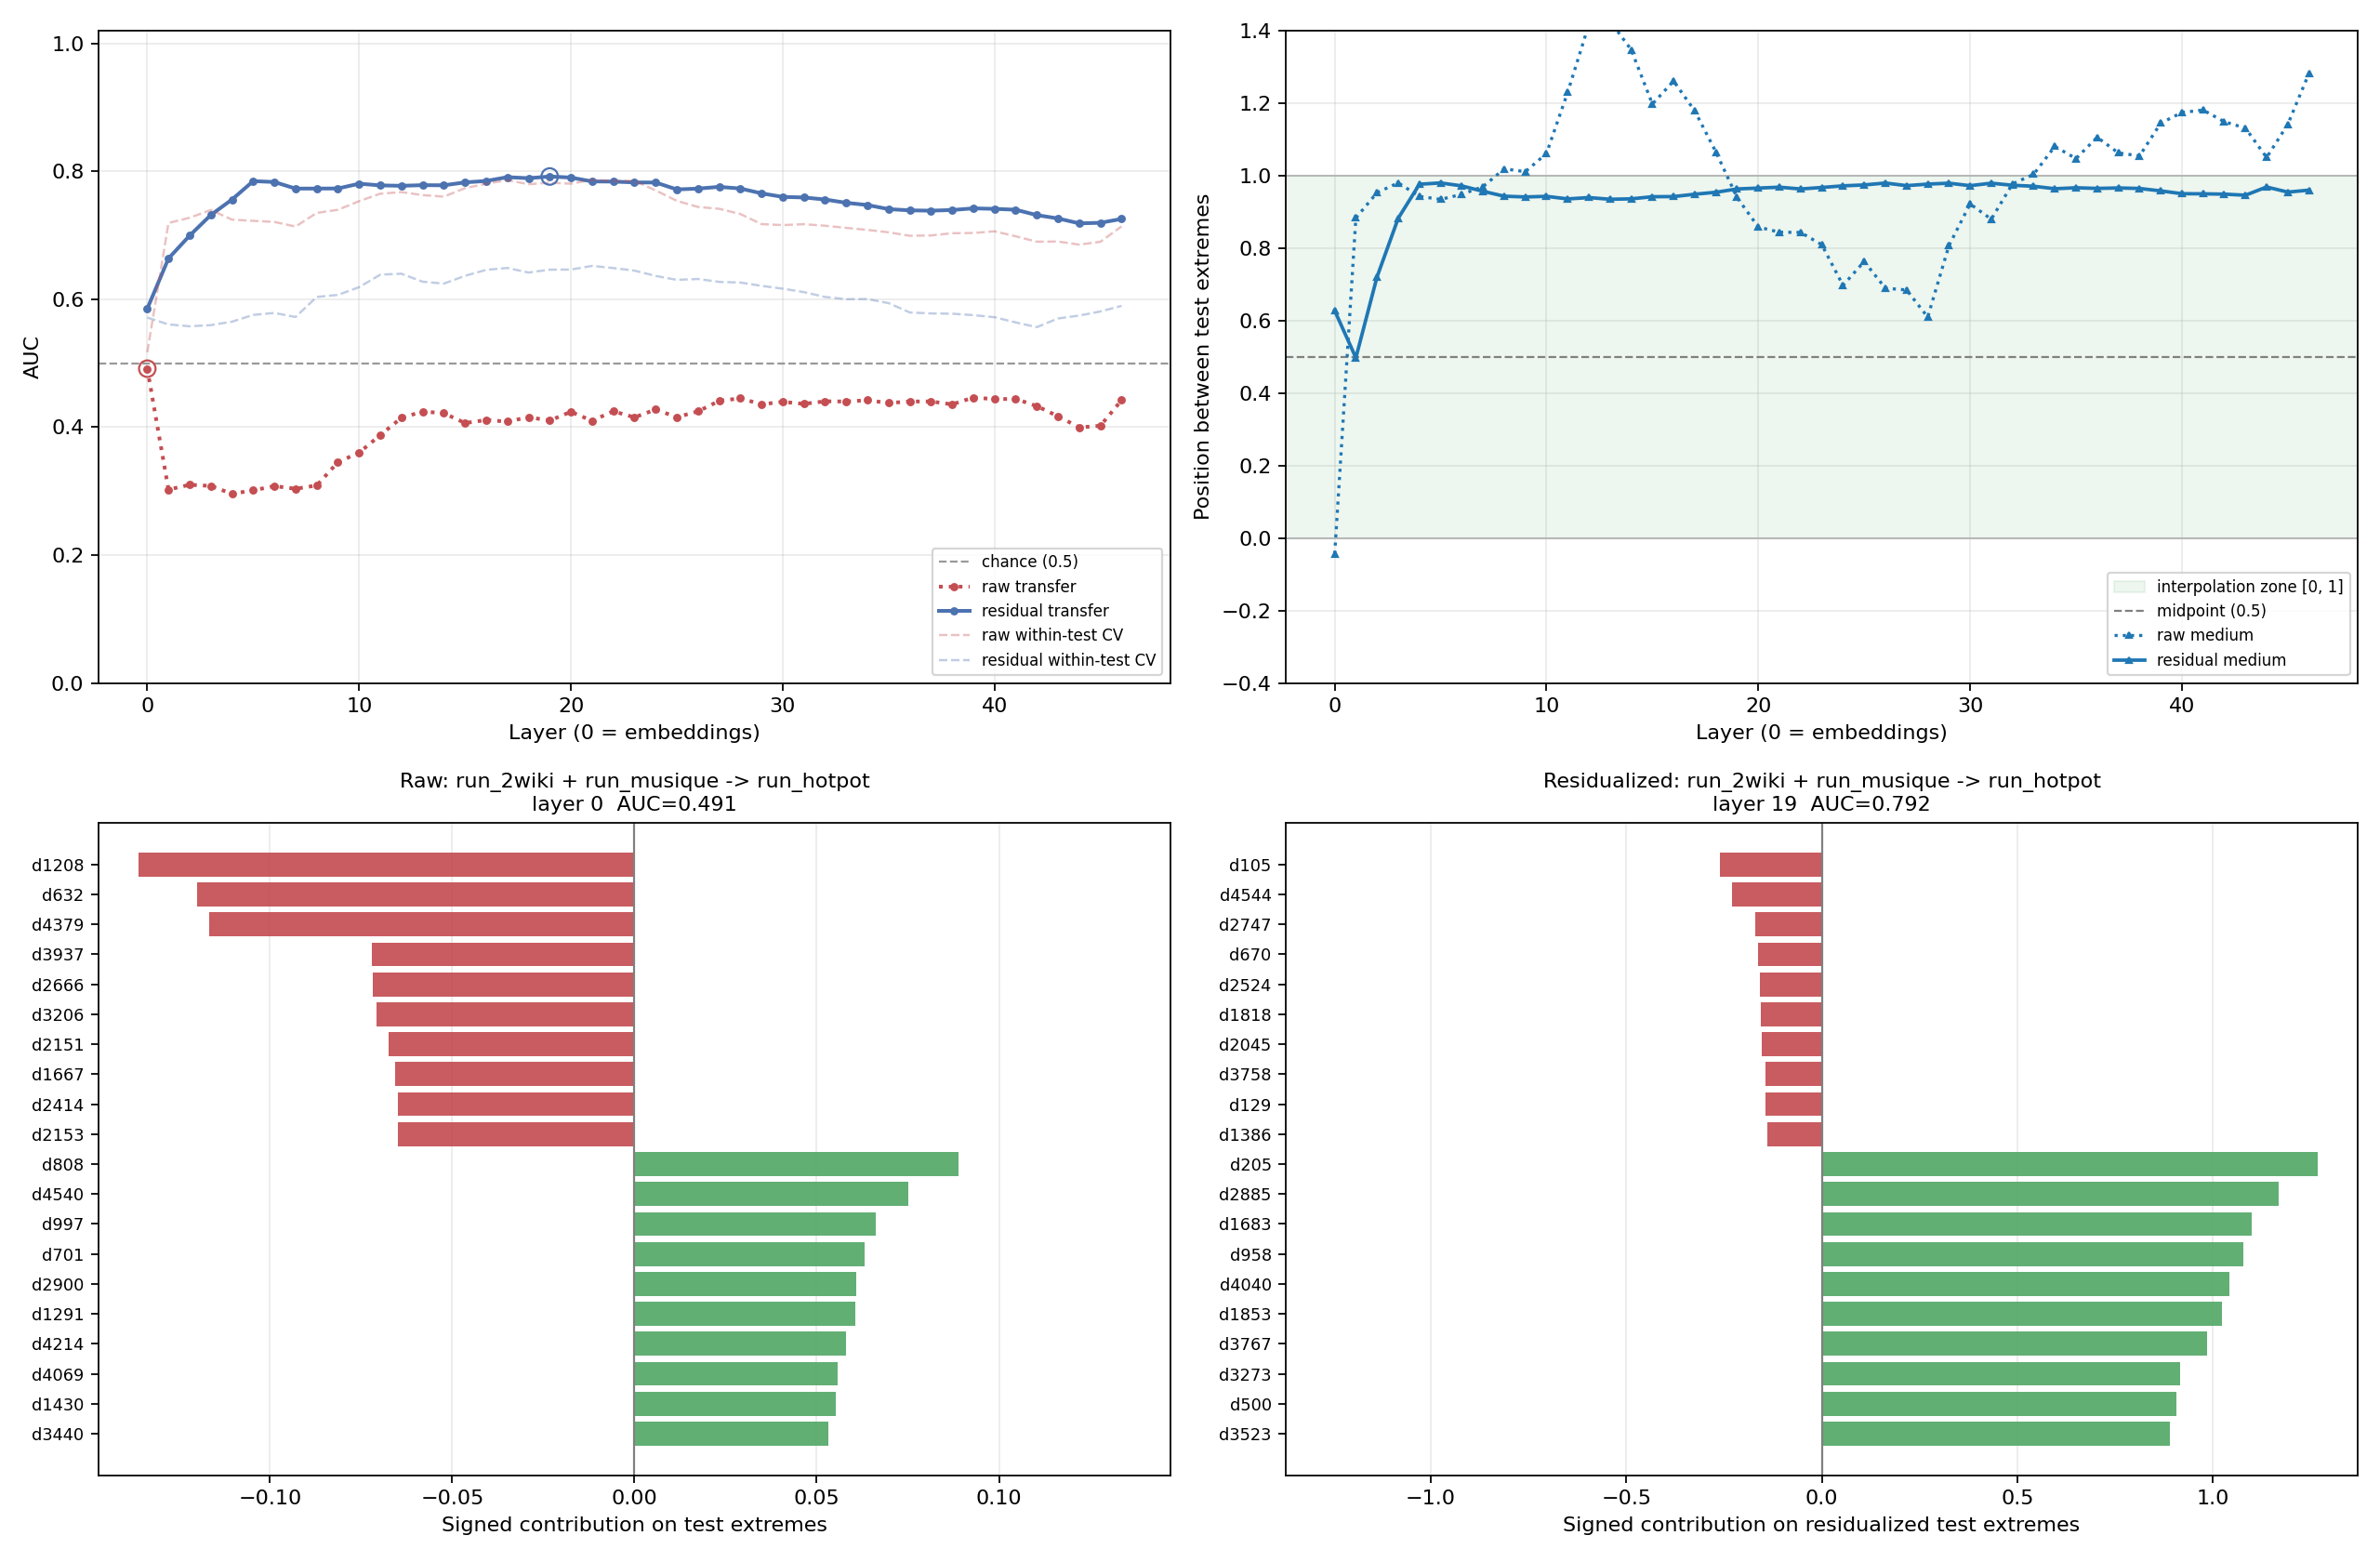 1.0
0.8
0.6
0.4
0.2
0.0
AUC
0
10
20
30
40
Layer (0 = embeddings)
chance (0.5)
raw transfer
residual transfer
raw within-test CV
residual within-test CV
1.4
1.2
1.0
0.8
0.6
0.4
0.2
0.0
−0.2
−0.4
Position between test extremes
0
10
20
30
40
Layer (0 = embeddings)
interpolation zone [0, 1]
midpoint (0.5)
raw medium
residual medium
Raw: run_2wiki + run_musique -> run_hotpot
layer 0 AUC=0.491
d1208
d632
d4379
d3937
d2666
d3206
d2151
d1667
d2414
d2153
d808
d4540
d997
d701
d2900
d1291
d4214
d4069
d1430
d3440
−0.10
−0.05
0.00
0.05
0.10
Signed contribution on test extremes
Residualized: run_2wiki + run_musique -> run_hotpot
layer 19 AUC=0.792
d105
d4544
d2747
d670
d2524
d1818
d2045
d3758
d129
d1386
d205
d2885
d1683
d958
d4040
d1853
d3767
d3273
d500
d3523
−1.0
−0.5
0.0
0.5
1.0
Signed contribution on residualized test extremes